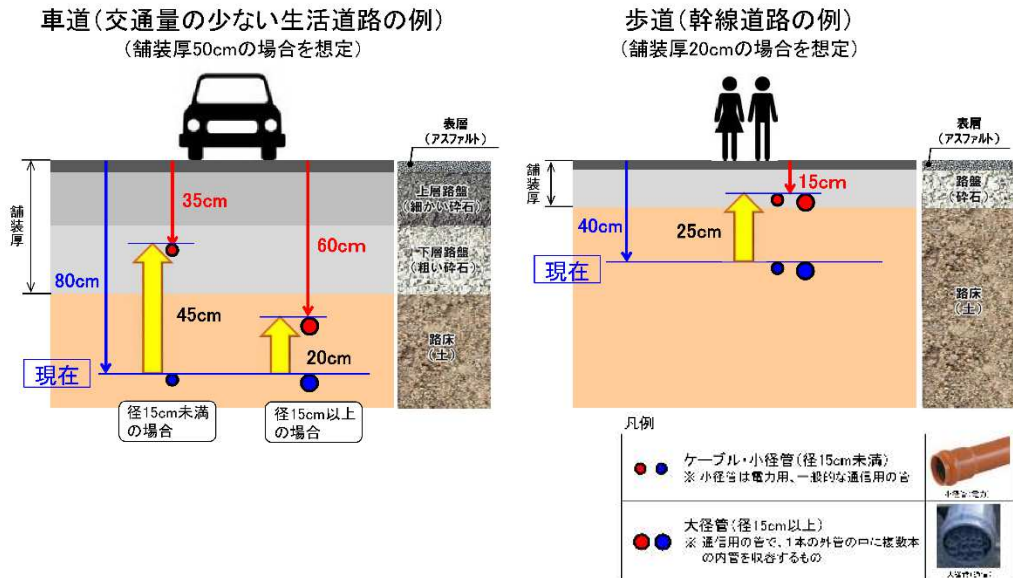 車道(交通量の少ない生活道路の例)
(舗装厚50cmの場合を想定)
表層
(アスファルト)
舗装厚
35cm
上層路盤
(細かい砕石)
60cm
下層路盤
(粗い砕石)
80cm
45cm
路床
(土)
20cm
現在
径15cm未満
の場合
径15cm以上
の場合
歩道(幹線道路の例)
(舗装厚20cmの場合を想定)
表層
(アスファルト)
舗装厚
15cm
路盤
(砕石)
40cm
25cm
現在
路床
(土)
凡例
ケーブル・小径管(径15cm未満)
※ 小径管は電力用、一般的な通信用の管
小径管(電力)
大径管(径15cm以上)
※ 通信用の管で、1本の外管の中に複数本
の内管を収容するもの